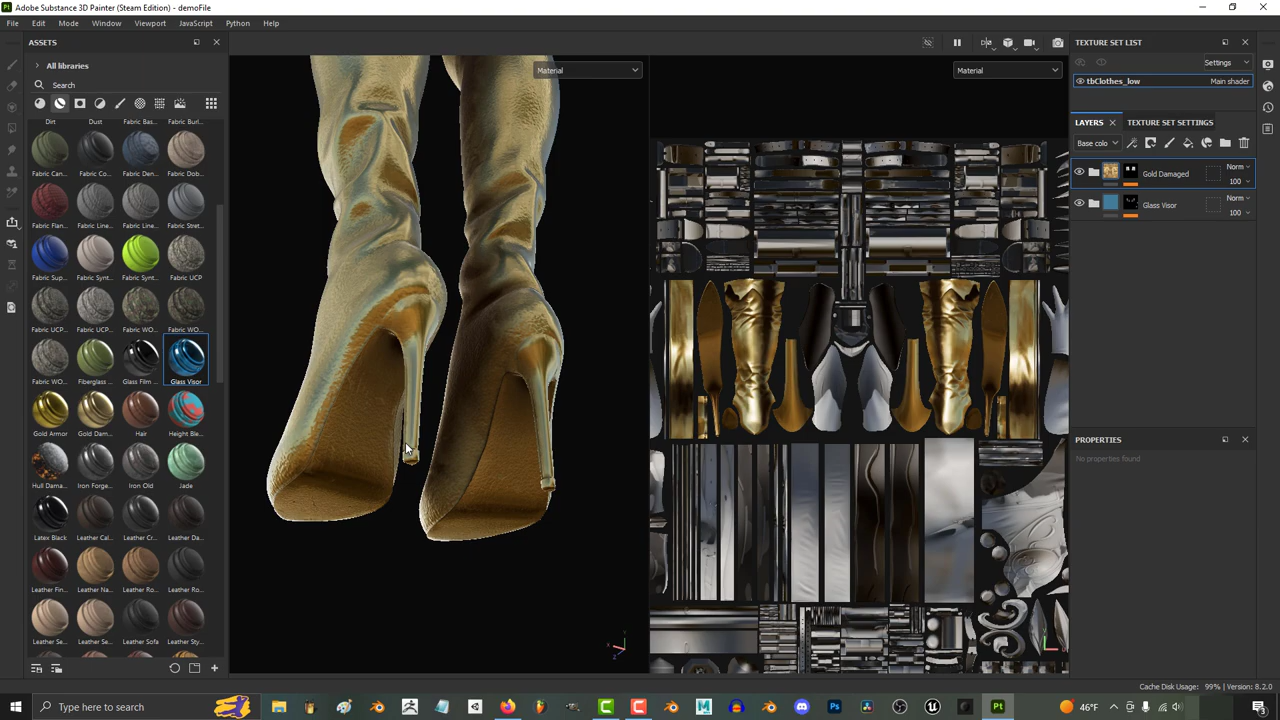 Pt Adobe Substance 3D Painter (Steam Edition) - demoFile
File Edit Mode Window Viewport JavaScript Python Help
ASSETS
All libraries
Search
Dirt Dust Fabric Bas... Fabric Burl...
Fabric Can... Fabric Co... Fabric Den... Fabric Dob...
Fabric Flan... Fabric Line... Fabric Line... Fabric Stret...
Fabric Sup... Fabric Synt... Fabric Synt... Fabric UCP
Fabric UCP... Fabric UCP... Fabric WO... Fabric WO...
Fabric WO... Fiberglass ... Glass Film ... Glass Visor
Gold Armor Gold Dam... Hair Height Ble...
Hull Dama... Iron Forge... Iron Old Jade
Latex Black Leather Cal... Leather Cr... Leather Da...
Leather Fin... Leather Na... Leather Ro... Leather Ro...
Leather Se... Leather Se... Leather Sofa Leather Sty...
Material
Material
TEXTURE SET LIST
Settings
tbClothes_low Main shader
LAYERS TEXTURE SET SETTINGS
Base colo
Gold Damaged Norm
100
Glass Visor Norm
100
PROPERTIES
No properties found
Cache Disk Usage: 99% | Version: 8.2.0
Type here to search
46°F